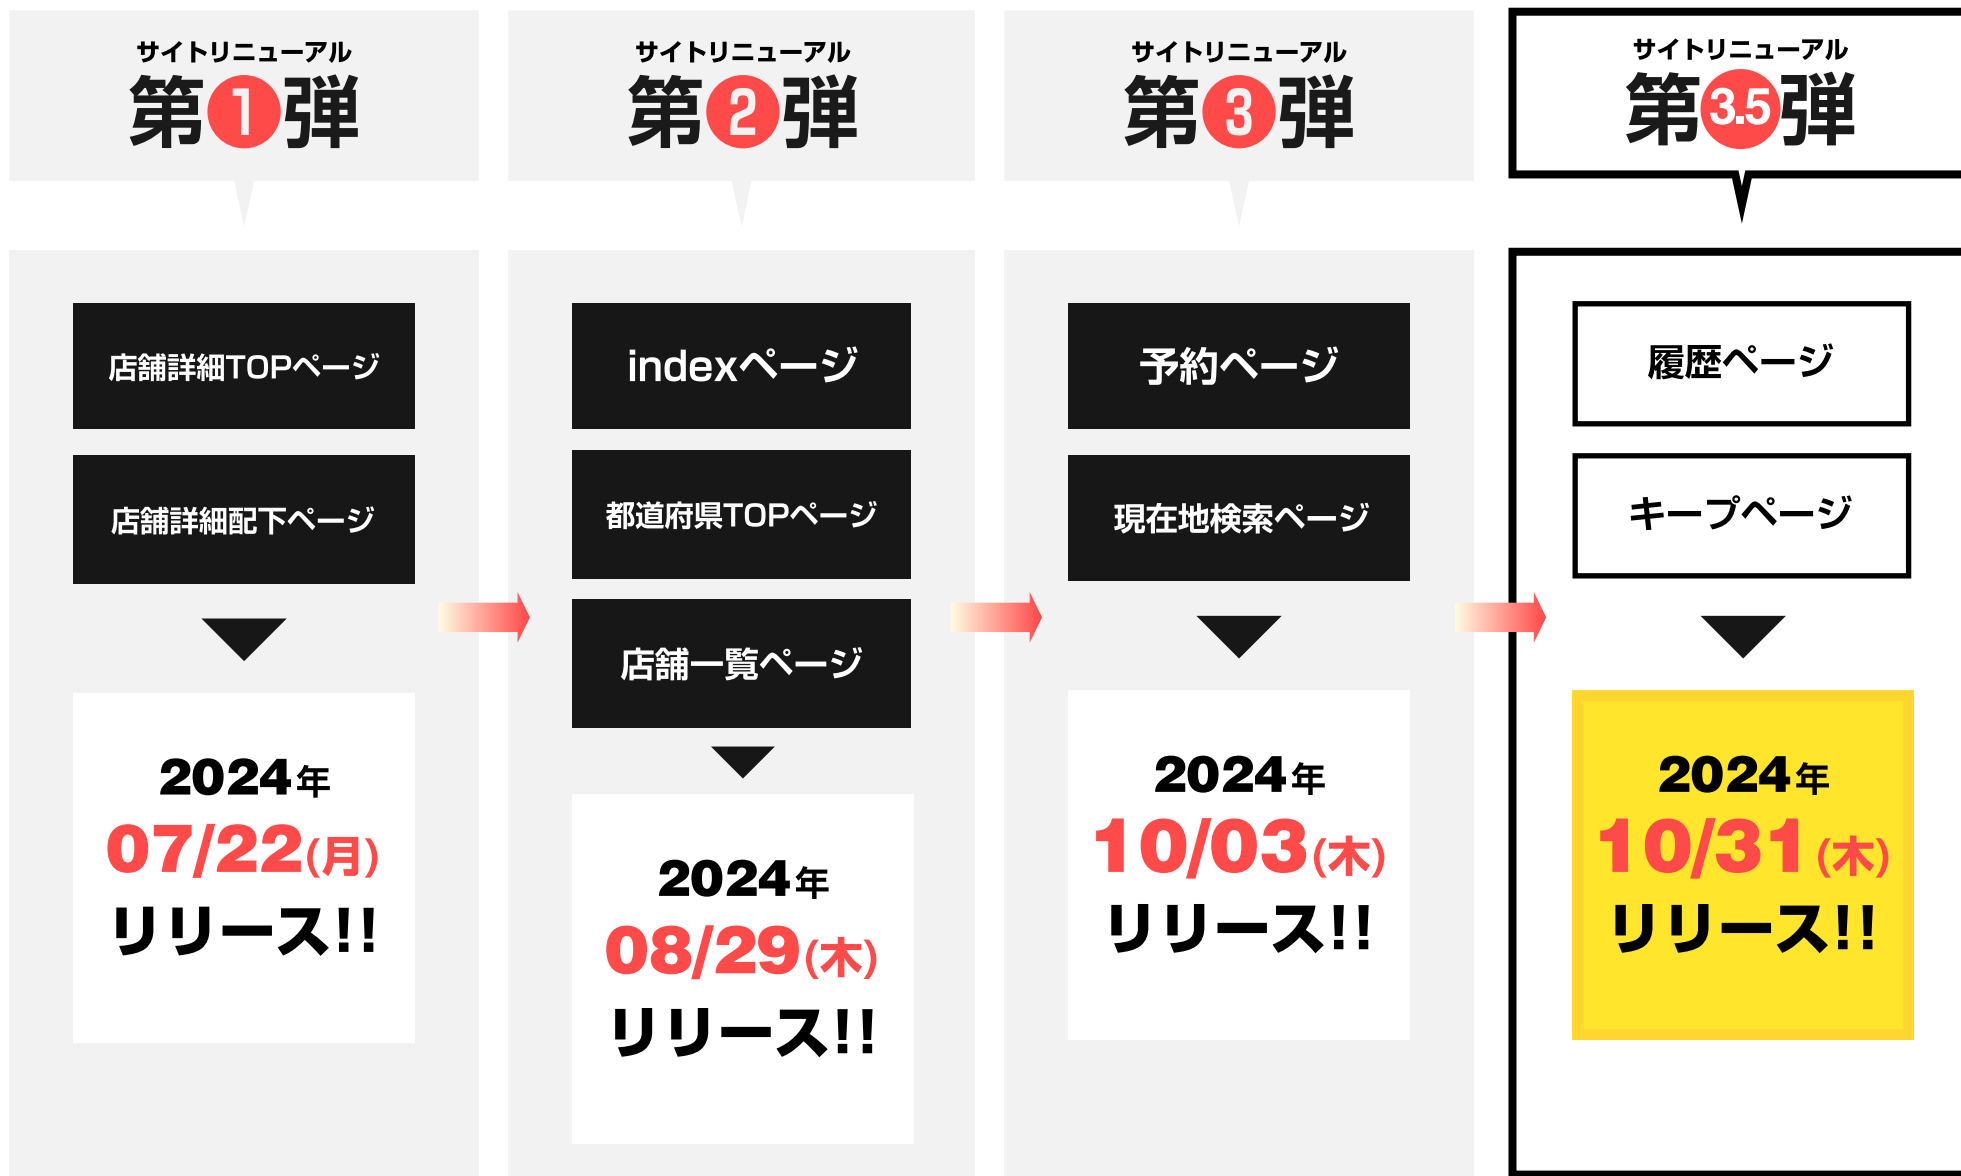 サイトリニューアル
第1弾
店舗詳細TOPページ
店舗詳細配下ページ
2024年
07/22(月)
リリース!!
サイトリニューアル
第2弾
indexページ
都道府県TOPページ
店舗一覧ページ
2024年
08/29(木)
リリース!!
サイトリニューアル
第3弾
予約ページ
現在地検索ページ
2024年
10/03(木)
リリース!!
サイトリニューアル
第3.5弾
履歴ページ
キープページ
2024年
10/31(木)
リリース!!